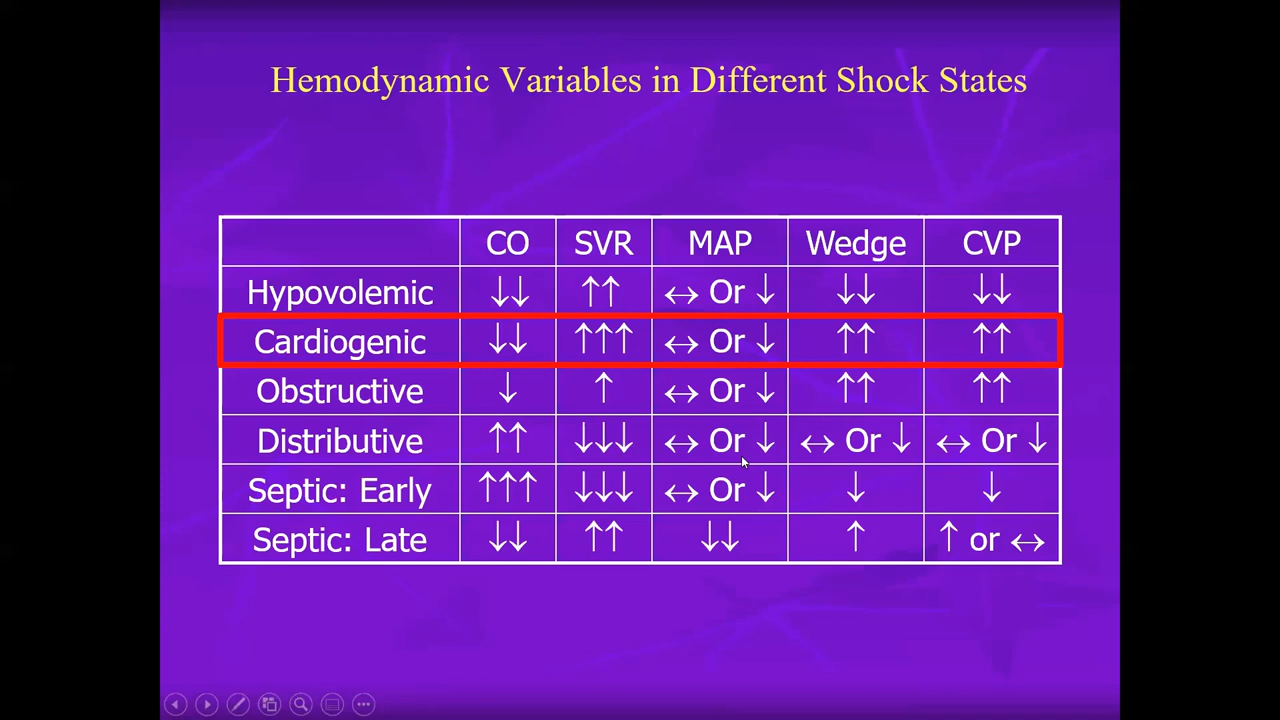 Hemodynamic Variables in Different Shock States
CO SVR MAP Wedge CVP
Hypovolemic ↓↓ ↑↑ ↔ Or ↓ ↓↓ ↓↓
Cardiogenic ↓↓ ↑↑↑ ↔ Or ↓ ↑↑ ↑↑
Obstructive ↓ ↑ ↔ Or ↓ ↑↑ ↑↑
Distributive ↑↑ ↓↓↓ ↔ Or ↓ ↔ Or ↓ ↔ Or ↓
Septic: Early ↑↑↑ ↓↓↓ ↔ Or ↓ ↓ ↓
Septic: Late ↓↓ ↑↑ ↓↓ ↑ ↑ or ↔